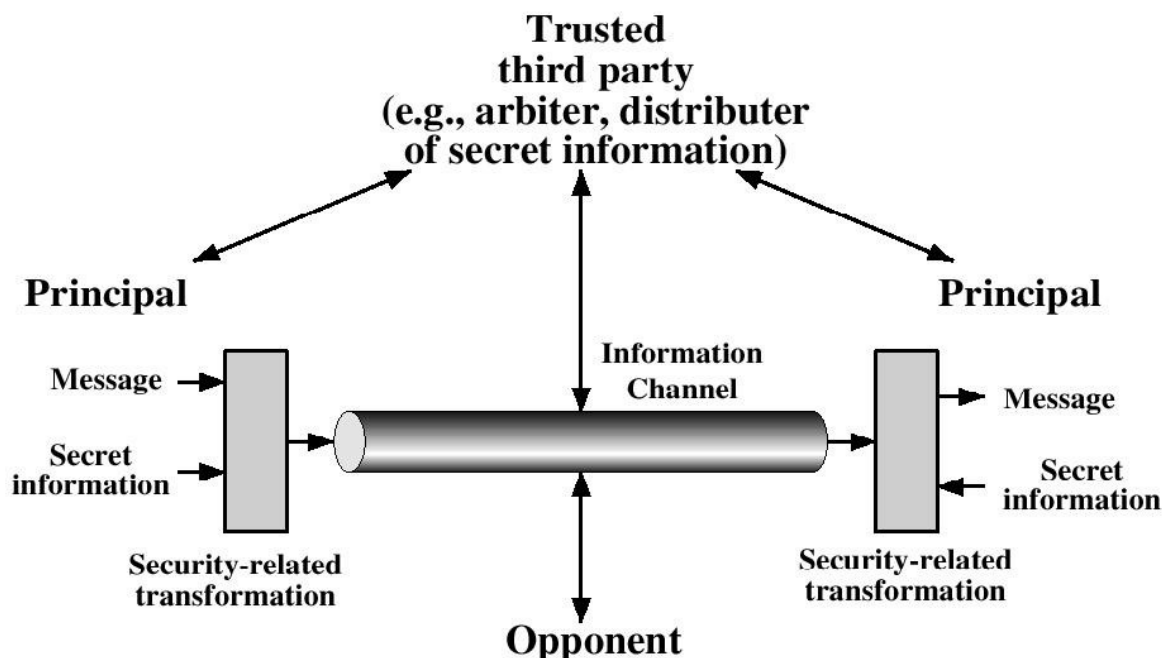 Trusted
third party
(e.g., arbiter, distributer
of secret information)
Principal
Principal
Information
Channel
Message
Secret
information
Message
Secret
information
Security-related
transformation
Security-related
transformation
Opponent